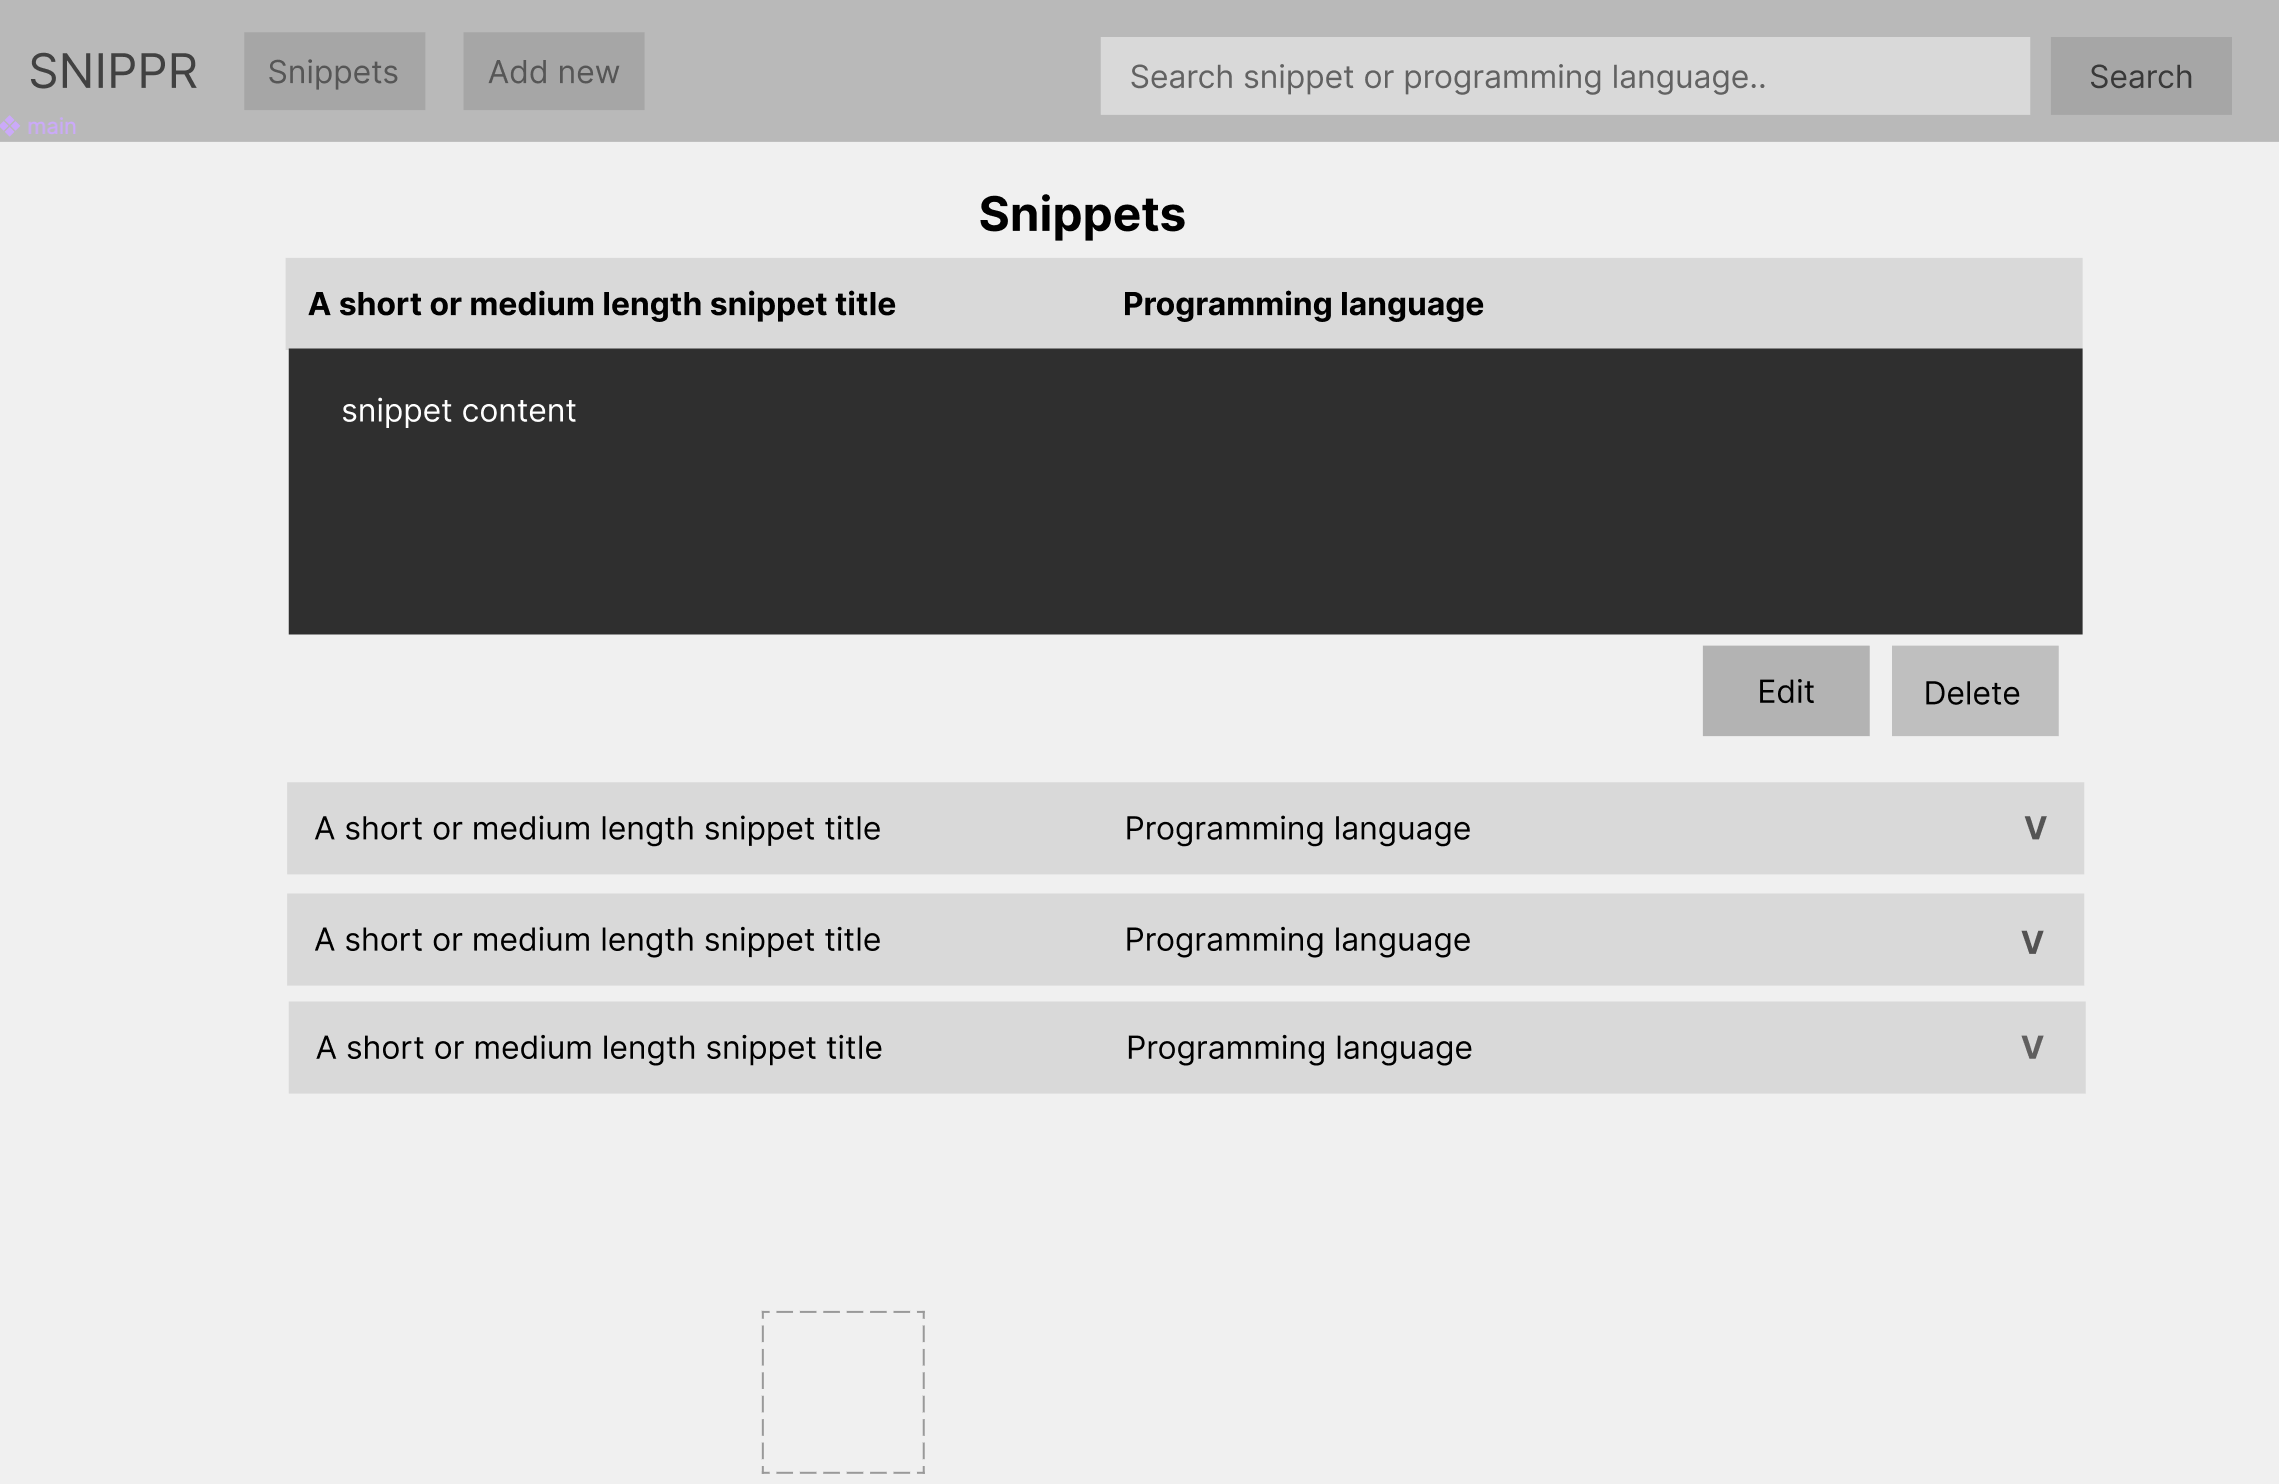 SNIPPR
Snippets
Add new
Search snippet or programming language..
Search
main
Snippets
A short or medium length snippet title
Programming language
snippet content
Edit
Delete
A short or medium length snippet title
Programming language
V
A short or medium length snippet title
Programming language
V
A short or medium length snippet title
Programming language
V